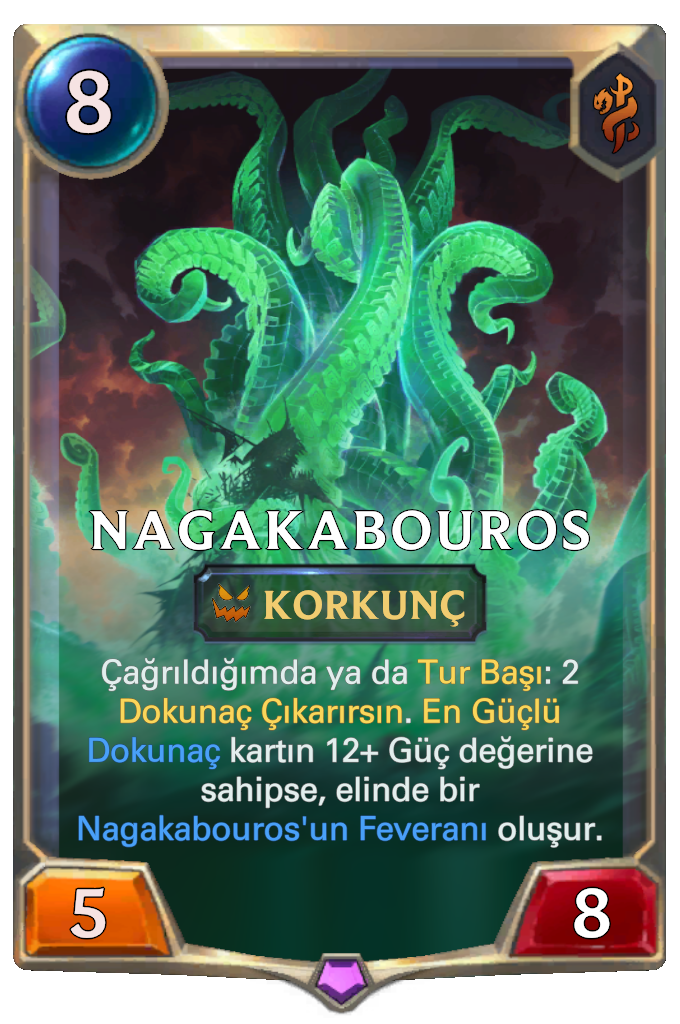 8
NAGAKABOUROS
KORKUNÇ
Çağrıldığımda ya da Tur Başı: 2
Dokunaç Çıkarırsın. En Güçlü
Dokunaç kartın 12+ Güç değerine
sahipse, elinde bir
Nagakabouros'un Feveranı oluşur.
5
8